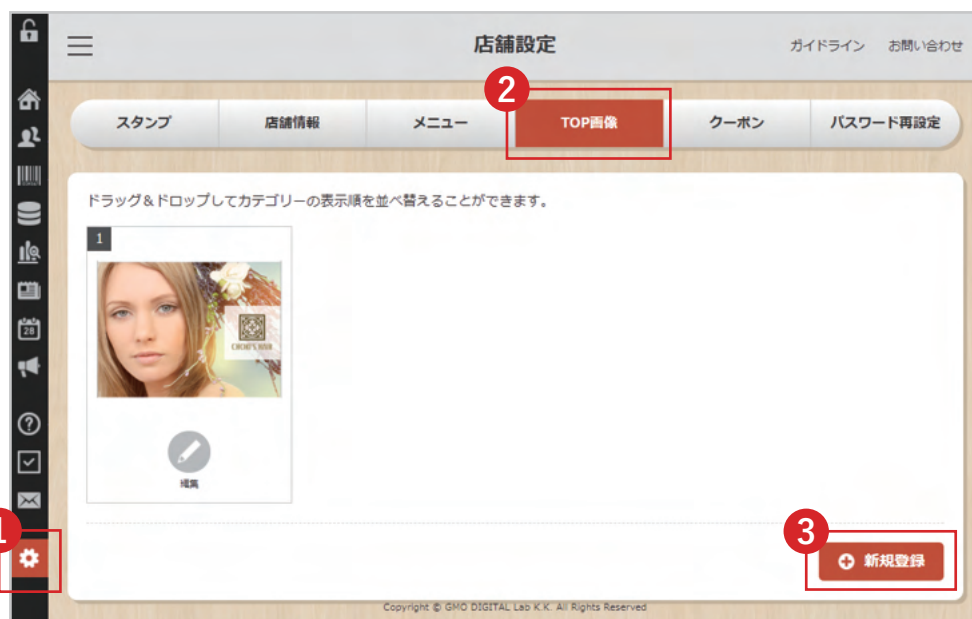 店舗設定
ガイドライン お問い合わせ
2
スタンプ 店舗情報 メニュー TOP画像 クーポン パスワード再設定
ドラッグ&ドロップしてカテゴリーの表示順を並べ替えることができます。
1
28
編集
1
3
新規登録
Copyright © GMO DIGITAL Lab K.K. All Rights Reserved